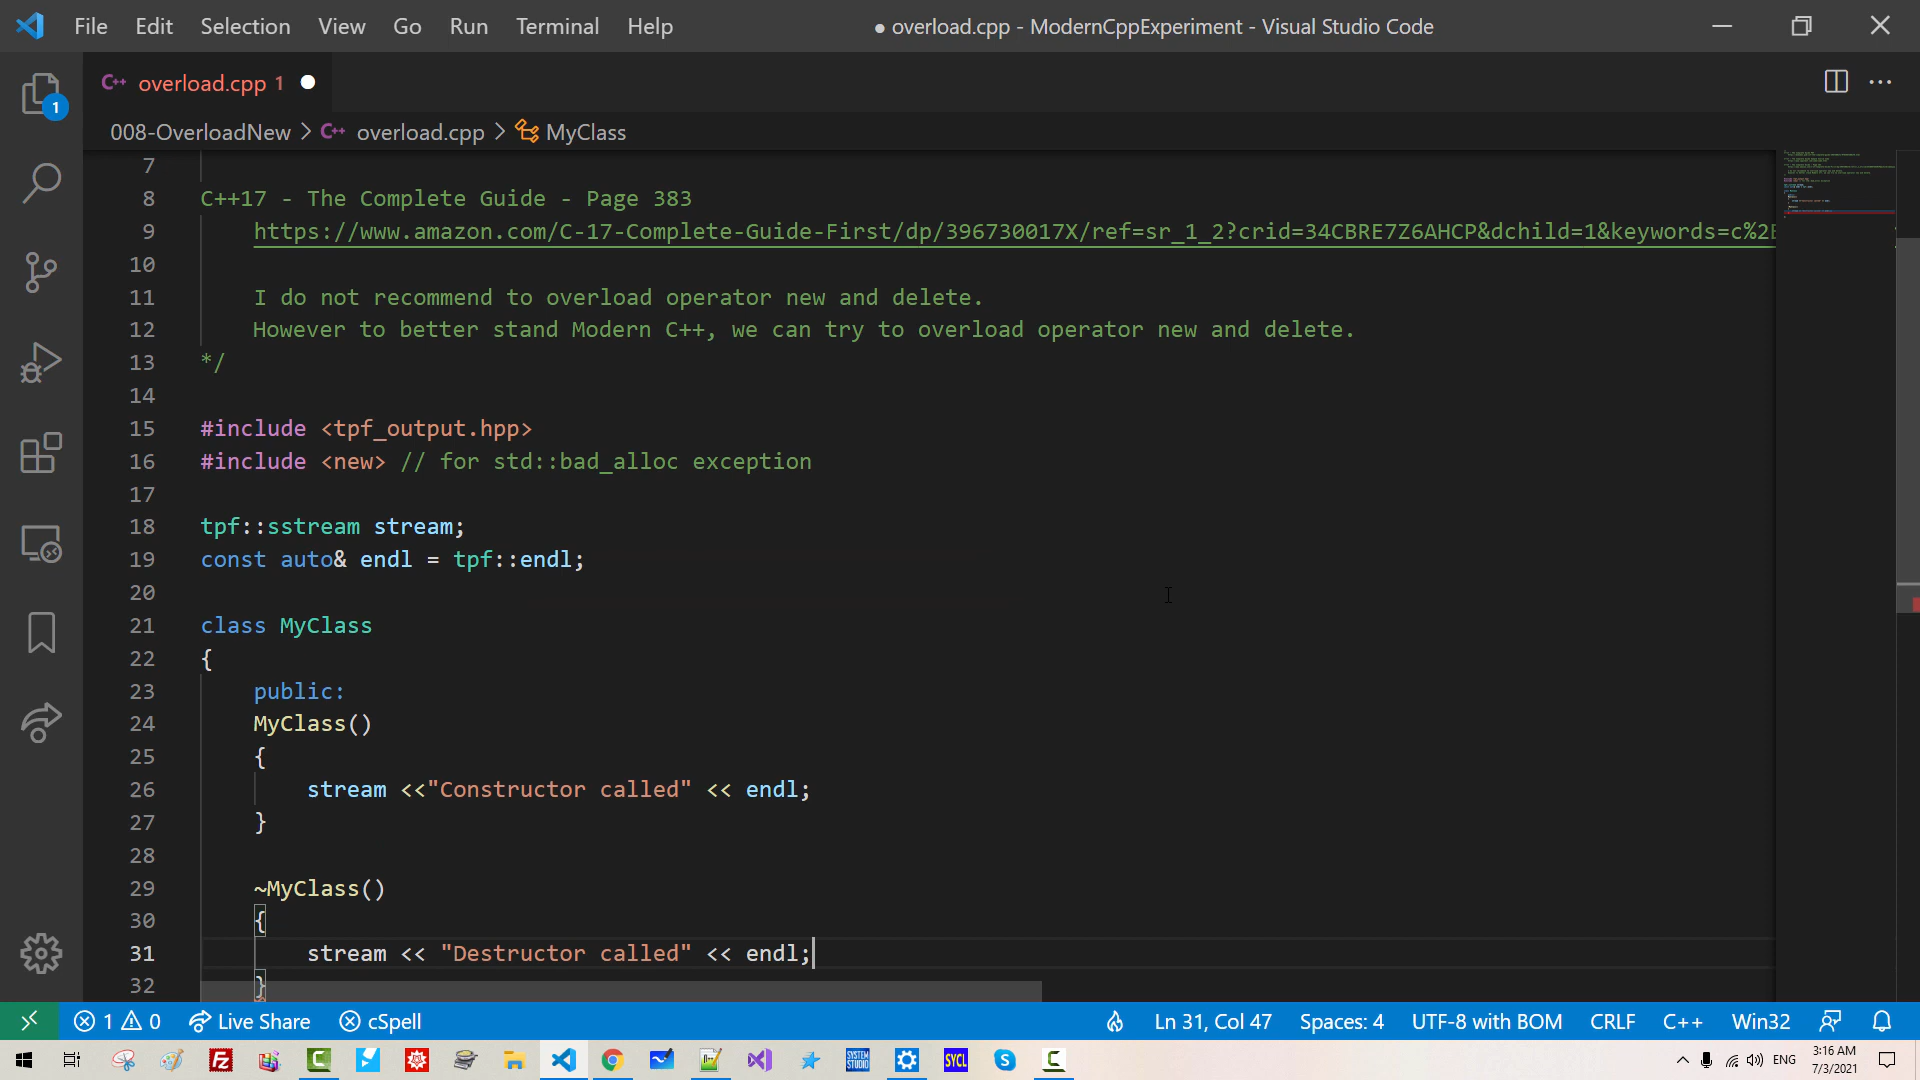 File Edit Selection View Go Run Terminal Help ● overload.cpp - ModernCppExperiment - Visual Studio Code
C++ overload.cpp 1
008-OverloadNew > C++ overload.cpp > MyClass
7
8 C++17 - The Complete Guide - Page 383
9 https://www.amazon.com/C-17-Complete-Guide-First/dp/396730017X/ref=sr_1_2?crid=34CBRE7Z6AHCP&dchild=1&keywords=c%2B
10
11 I do not recommend to overload operator new and delete.
12 However to better stand Modern C++, we can try to overload operator new and delete.
13 */
14
15 #include <tpf_output.hpp>
16 #include <new> // for std::bad_alloc exception
17
18 tpf::sstream stream;
19 const auto& endl = tpf::endl;
20
21 class MyClass
22 {
23 public:
24 MyClass()
25 {
26 stream <<"Constructor called" << endl;
27 }
28
29 ~MyClass()
30 {
31 stream << "Destructor called" << endl;
32 }
1 0 Live Share cSpell Ln 31, Col 47 Spaces: 4 UTF-8 with BOM CRLF C++ Win32
SYSTEM STUDIO SYCL ENG 3:16 AM
7/3/2021
1